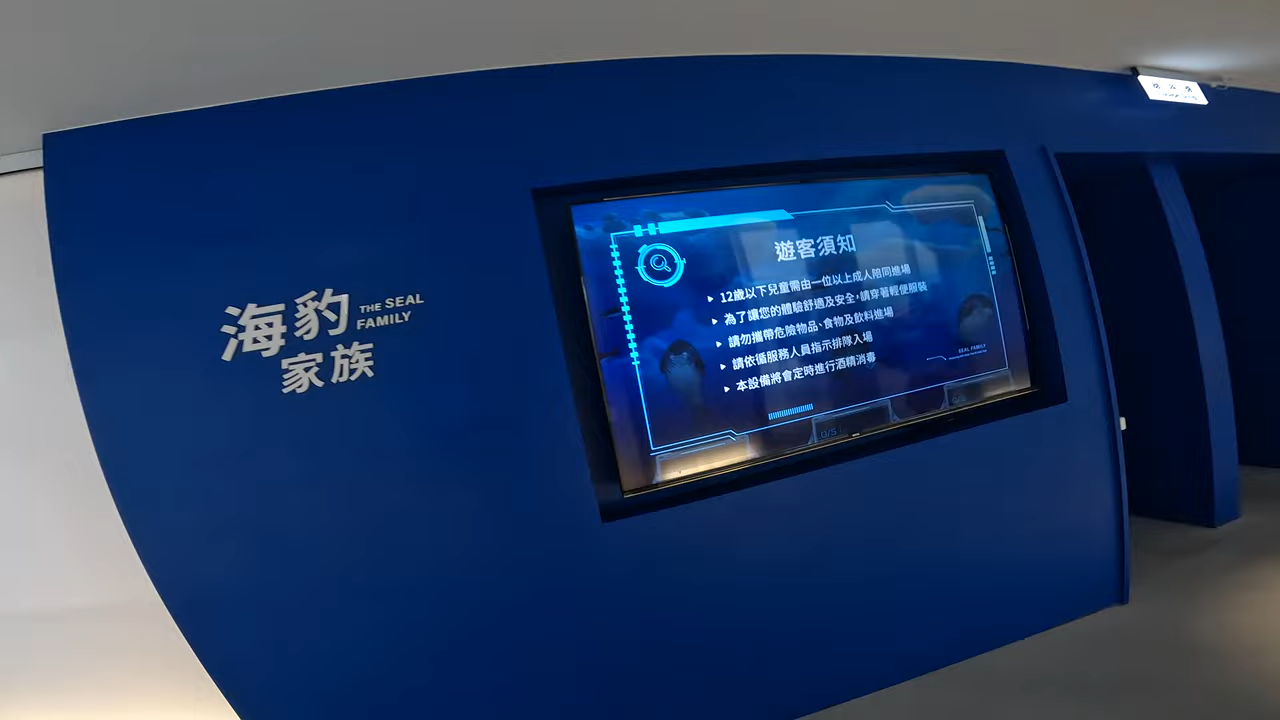 海豹
家族
THE SEAL
FAMILY
遊客須知
12歲以下兒童需由一位以上成人陪同進場
為了讓您的體驗舒適及安全，請穿著輕便服裝
請勿攜帶危險物品、食物及飲料進場
請依循服務人員指示排隊入場
本設備將會定時進行酒精消毒
SEAL FAMILY